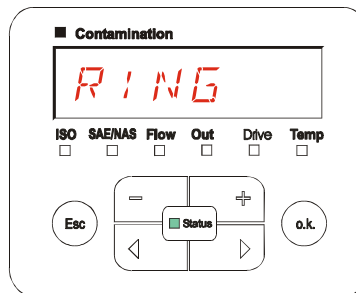 Contamination
RING
ISO SAE/NAS Flow Out Drive Temp
- +
Esc Status o.k.